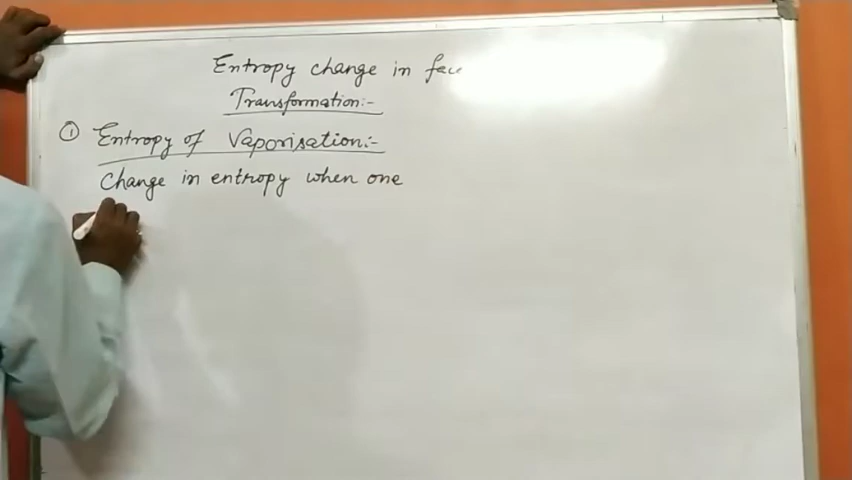 Entropy change in
Transformation:-
① Entropy of Vaporisation:-
Change in entropy when one